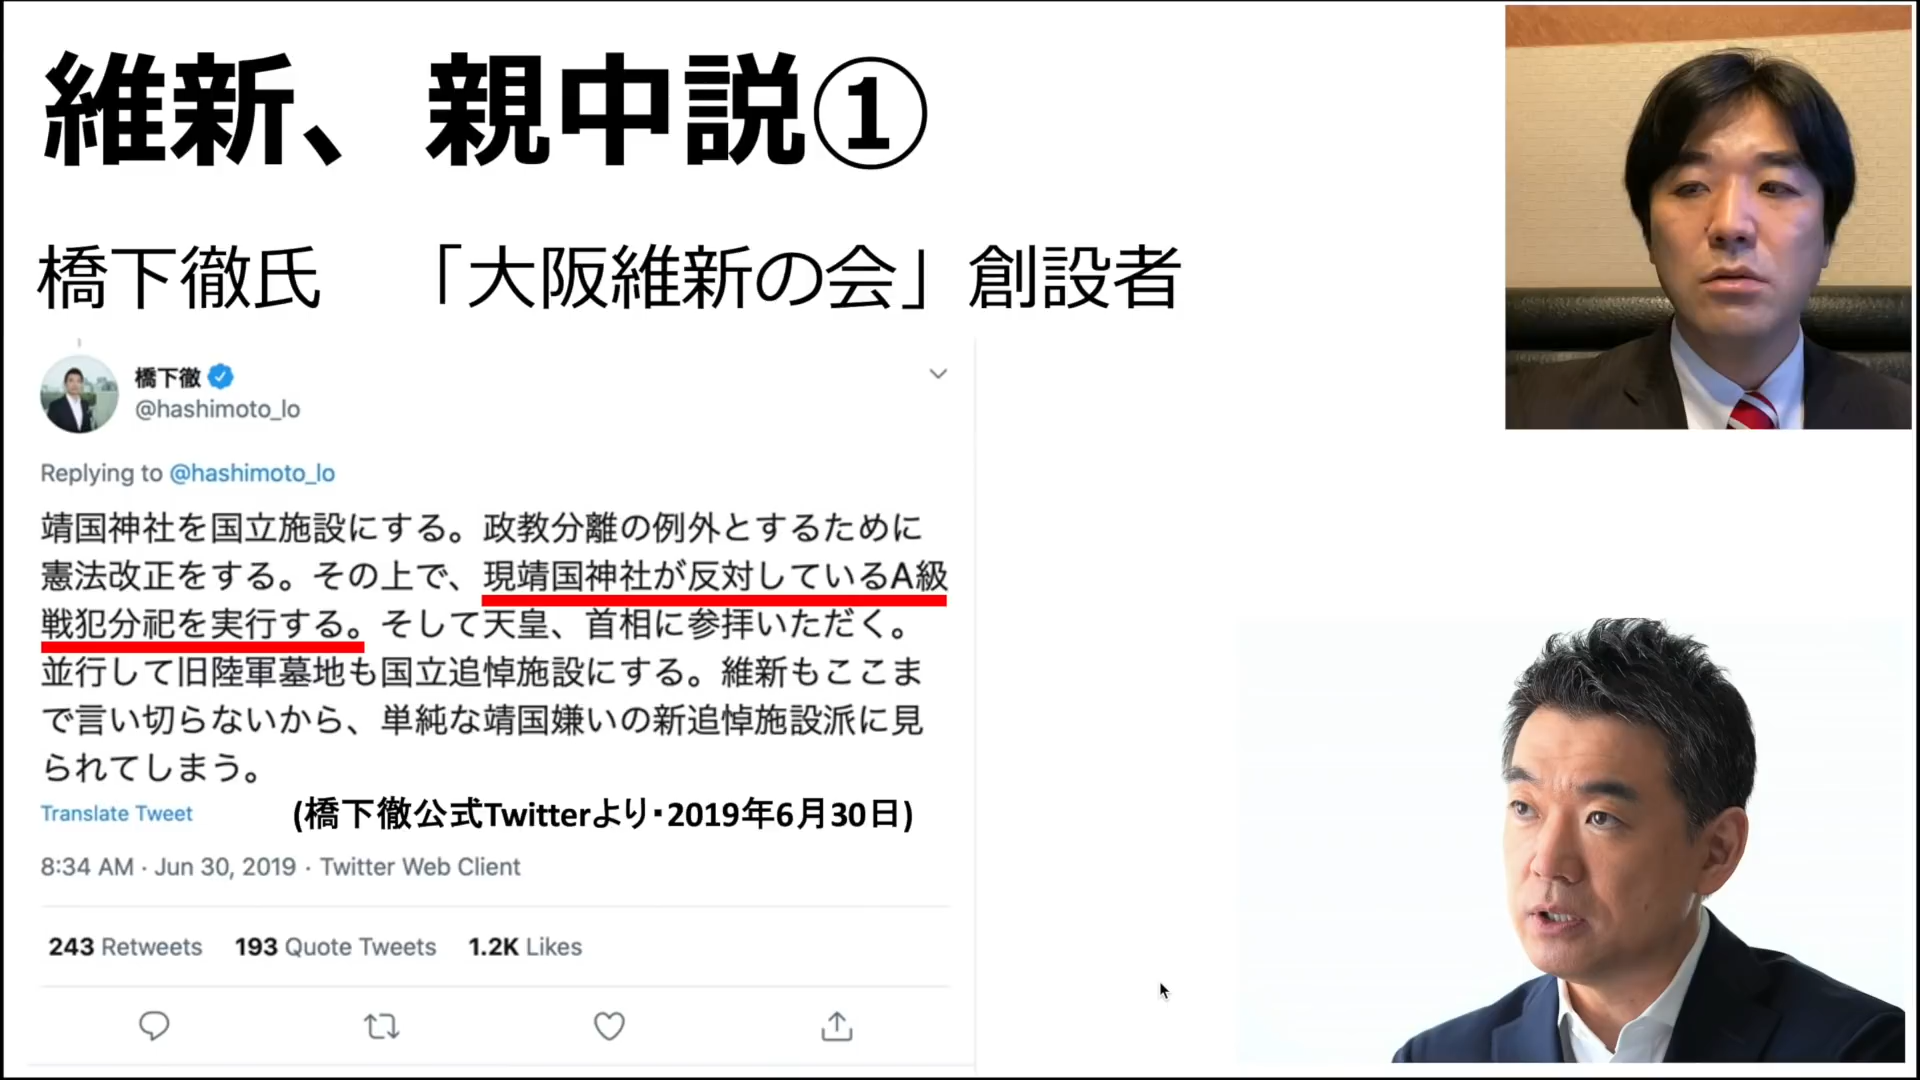 維新、親中説①
橋下徹氏　「大阪維新の会」創設者
橋下徹
@hashimoto_lo
Replying to @hashimoto_lo
靖国神社を国立施設にする。政教分離の例外とするために
憲法改正をする。その上で、現靖国神社が反対しているA級
戦犯分祀を実行する。そして天皇、首相に参拝いただく。
並行して旧陸軍墓地も国立追悼施設にする。維新もここま
で言い切らないから、単純な靖国嫌いの新追悼施設派に見
られてしまう。
Translate Tweet
(橋下徹公式Twitterより・2019年6月30日)
8:34 AM · Jun 30, 2019 · Twitter Web Client
243 Retweets 193 Quote Tweets 1.2K Likes